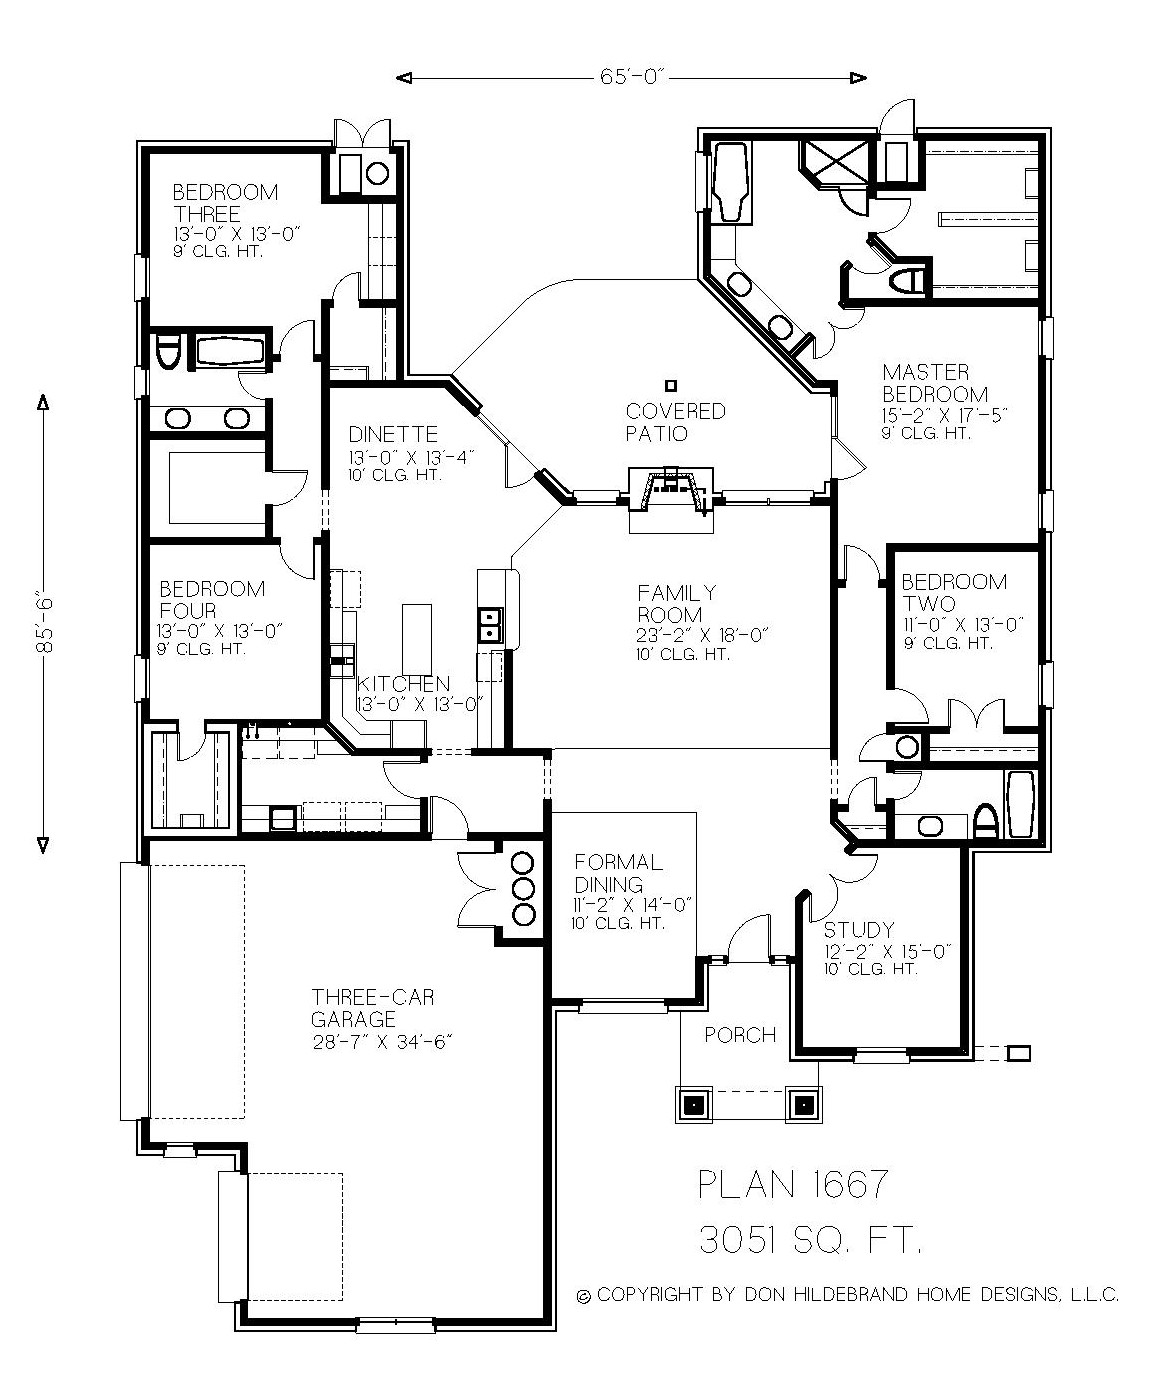 65'-0"
BEDROOM
THREE
13'-0" X 13'-0"
9' CLG. HT.
MASTER
BEDROOM
15'-2" X 17'-5"
9' CLG. HT.
COVERED
PATIO
DINETTE
13'-0" X 13'-4"
10' CLG. HT.
85'-6"
BEDROOM
FOUR
13'-0" X 13'-0"
9' CLG. HT.
FAMILY
ROOM
23'-2" X 18'-0"
10' CLG. HT.
BEDROOM
TWO
11'-0" X 13'-0"
9' CLG. HT.
KITCHEN
13'-0" X 13'-0"
FORMAL
DINING
11'-2" X 14'-0"
10' CLG. HT.
STUDY
12'-2" X 15'-0"
10' CLG. HT.
THREE-CAR
GARAGE
28'-7" X 34'-6"
PORCH
PLAN 1667
3051 SQ. FT.
© COPYRIGHT BY DON HILDEBRAND HOME DESIGNS, L.L.C.